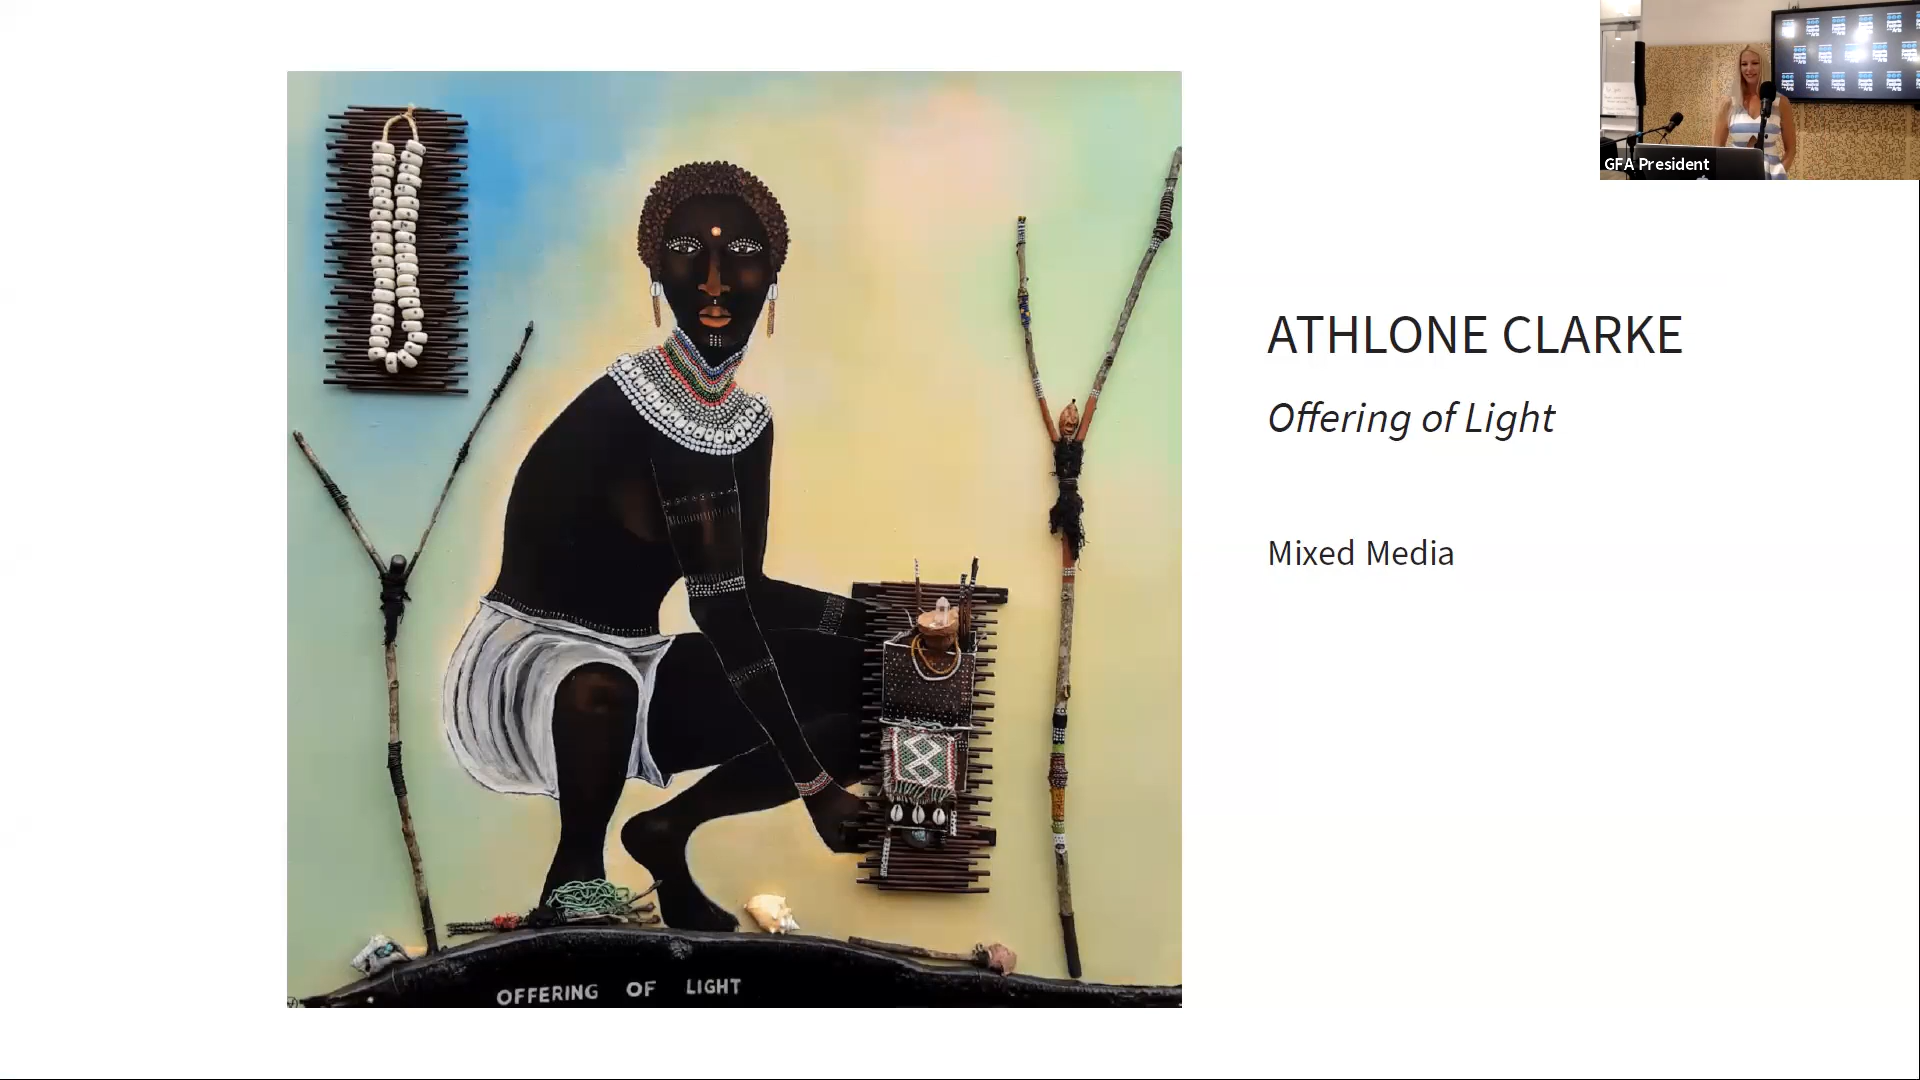 ATHLONE CLARKE
Offering of Light
Mixed Media
OFFERING OF LIGHT
GFA President